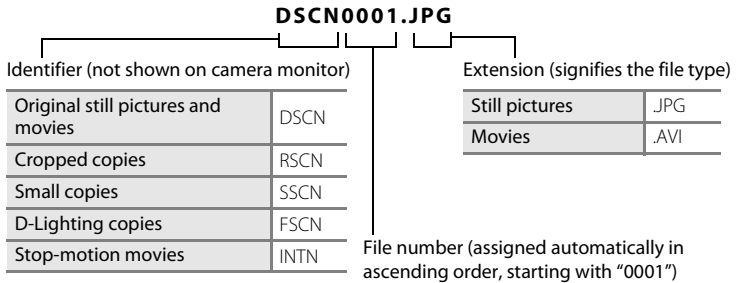 DSCN0001.JPG
Identifier (not shown on camera monitor)
Original still pictures and
movies DSCN
Cropped copies RSCN
Small copies SSCN
D-Lighting copies FSCN
Stop-motion movies INTN
Extension (signifies the file type)
Still pictures .JPG
Movies .AVI
File number (assigned automatically in
ascending order, starting with “0001”)